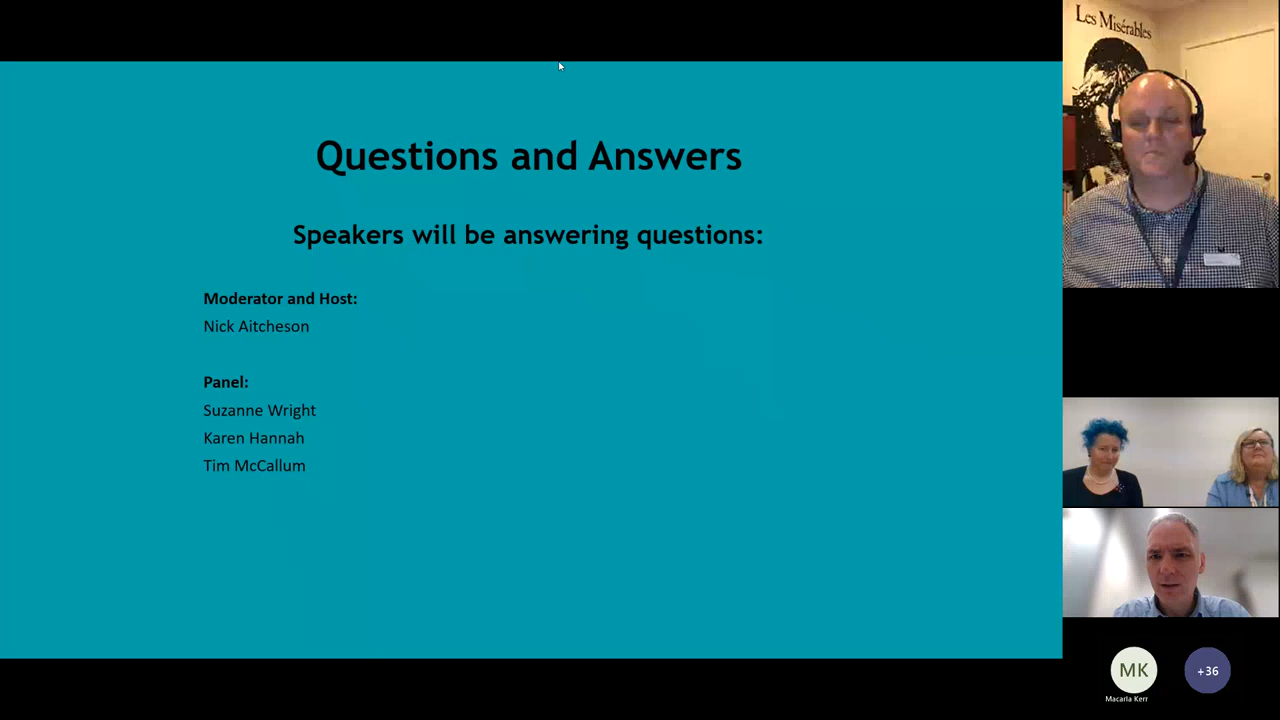 Questions and Answers
Speakers will be answering questions:
Moderator and Host:
Nick Aitcheson
Panel:
Suzanne Wright
Karen Hannah
Tim McCallum
Les Misérables
MK
Macarla Kerr
+36